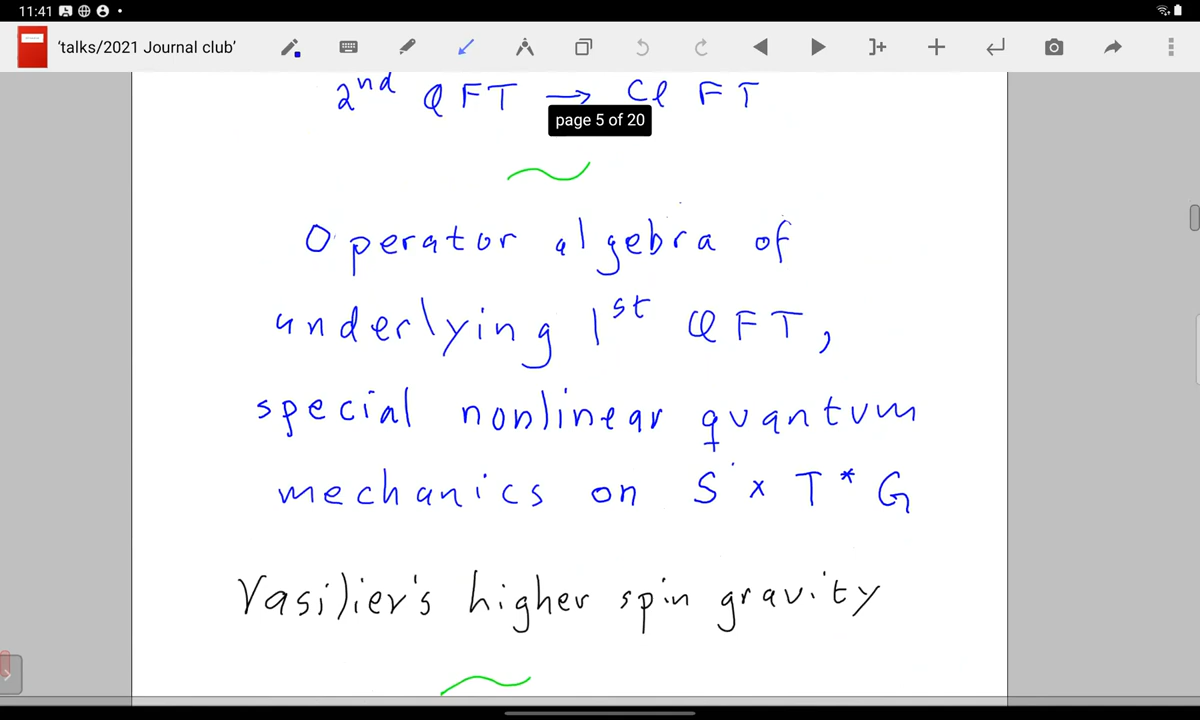 11:41
'talks/2021 Journal club'
2nd QFT → Cl FT
page 5 of 20
Operator algebra of
underlying 1st QFT,
special nonlinear quantum
mechanics on S × T*G
Vasiliev's higher spin gravity